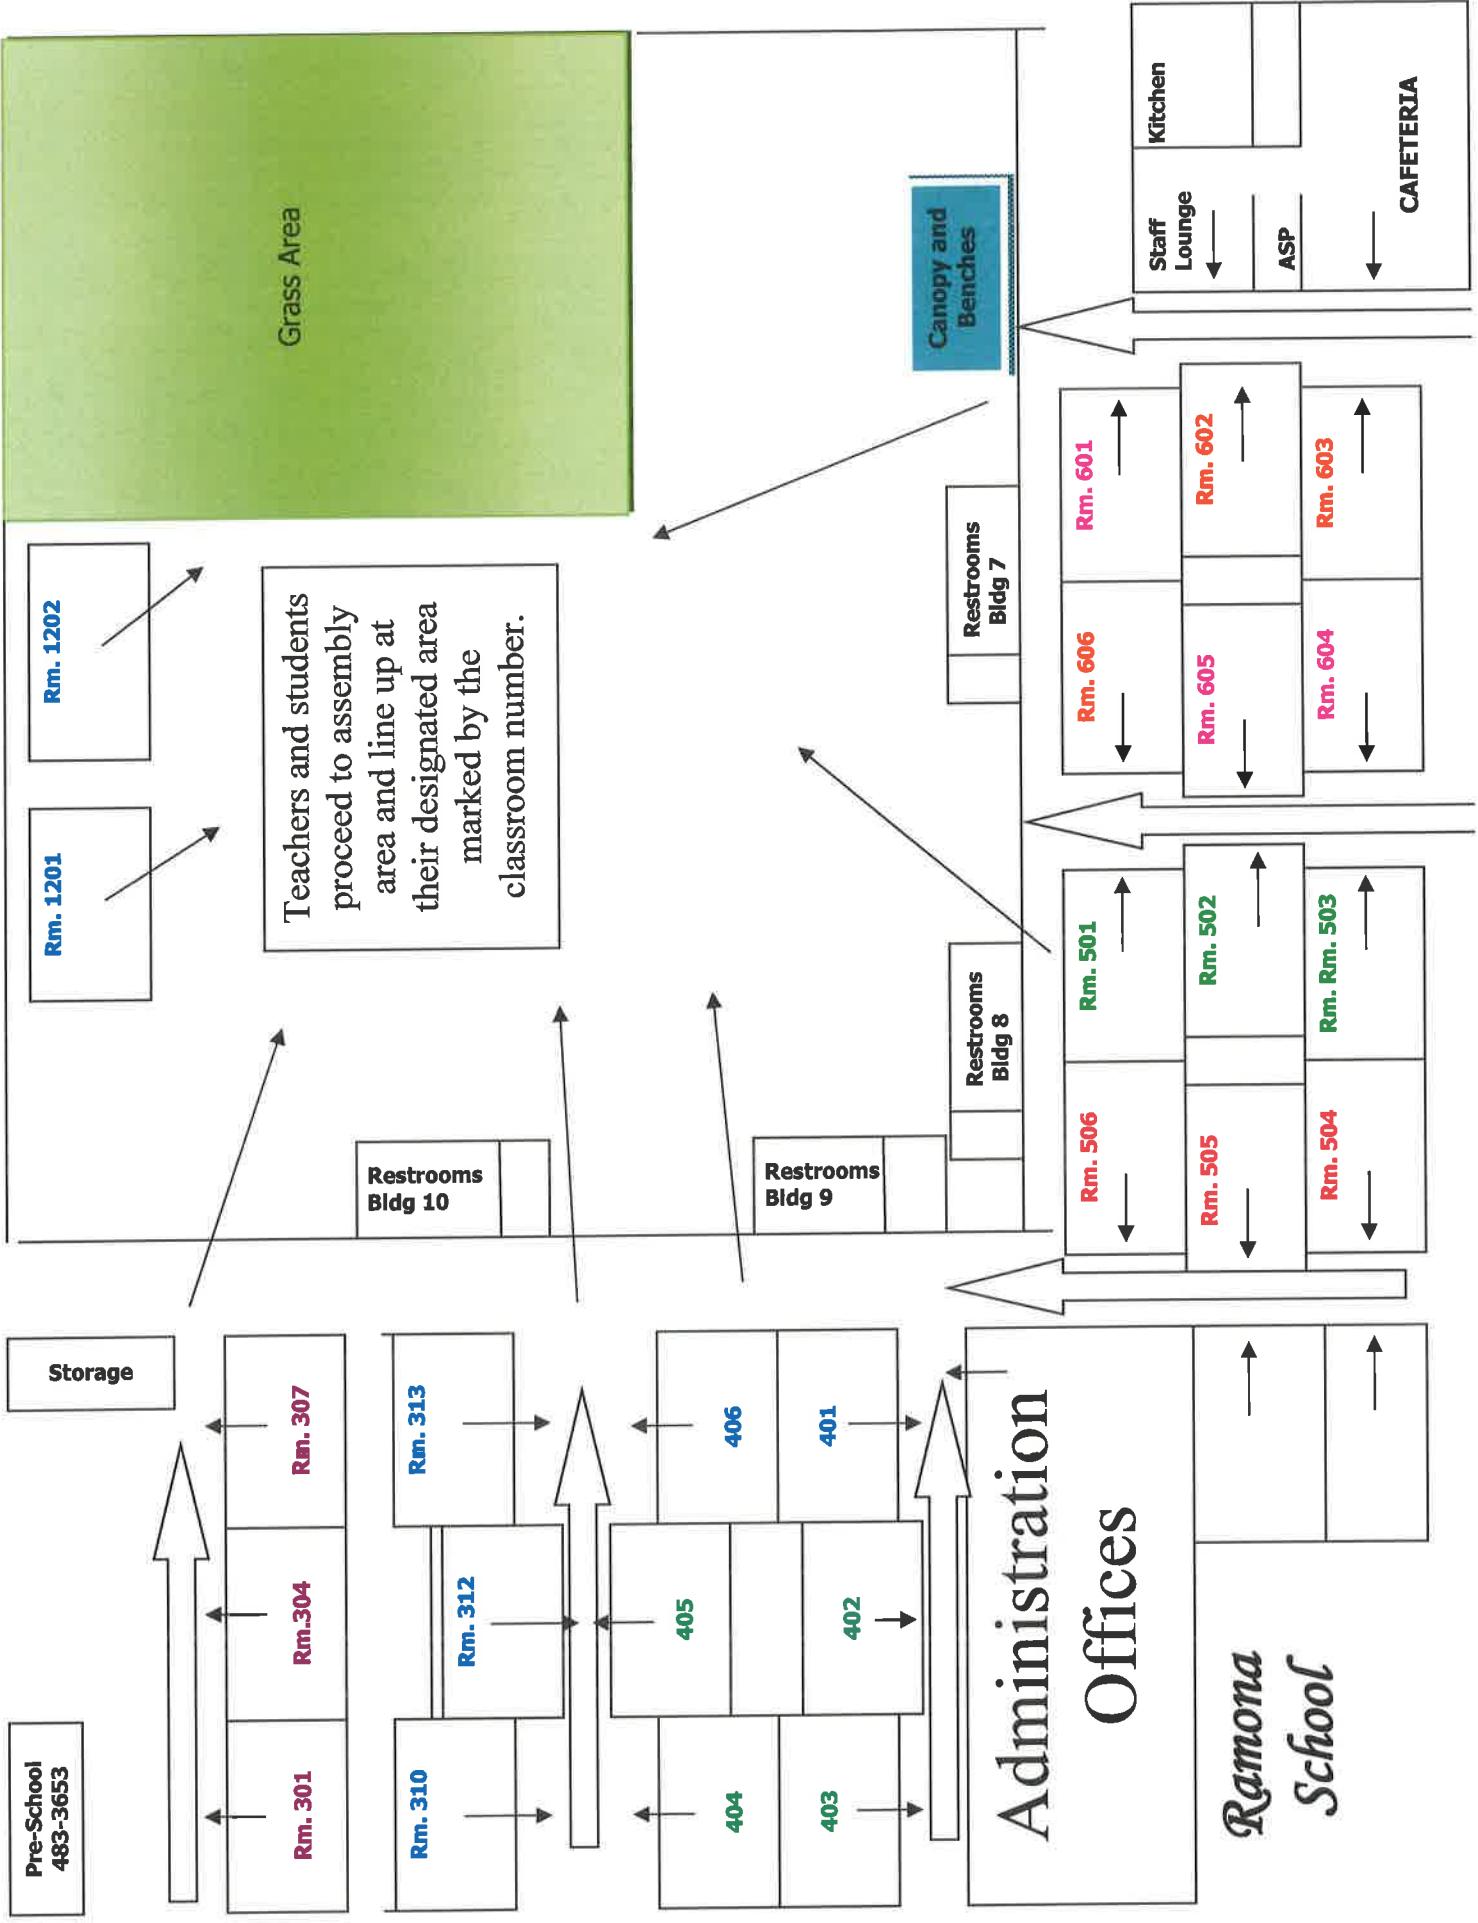 Pre-School
483-3653
Storage
Rm. 1201
Rm. 1202
Grass Area
Rm. 301
Rm.304
Rm. 307
Teachers and students
proceed to assembly
area and line up at
their designated area
marked by the
classroom number.
Rm. 310
Rm. 312
Rm. 313
Restrooms
Bldg 10
404
405
406
403
402
401
Restrooms
Bldg 9
Restrooms
Bldg 8
Restrooms
Bldg 7
Canopy and
Benches
Administration
Offices
Rm. 506
Rm. 501
Rm. 505
Rm. 502
Rm. 504
Rm. Rm. 503
Rm. 606
Rm. 601
Rm. 605
Rm. 602
Rm. 604
Rm. 603
Staff
Lounge
Kitchen
ASP
CAFETERIA
Ramona
School